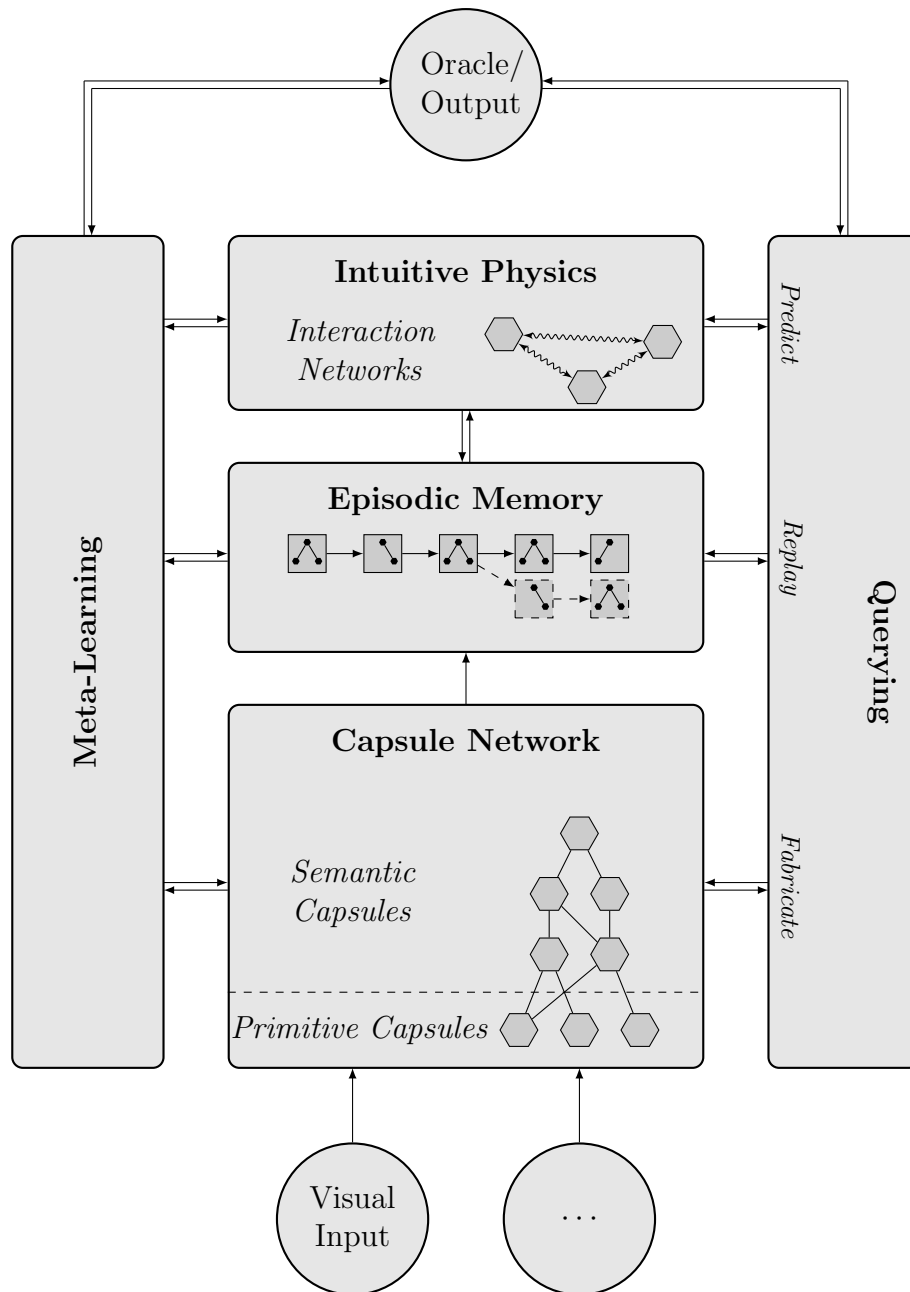 Oracle/
Output
Intuitive Physics
Interaction
Networks
Predict
Episodic Memory
Replay
Meta-Learning
Querying
Capsule Network
Semantic
Capsules
Fabricate
Primitive Capsules
Visual
Input
...